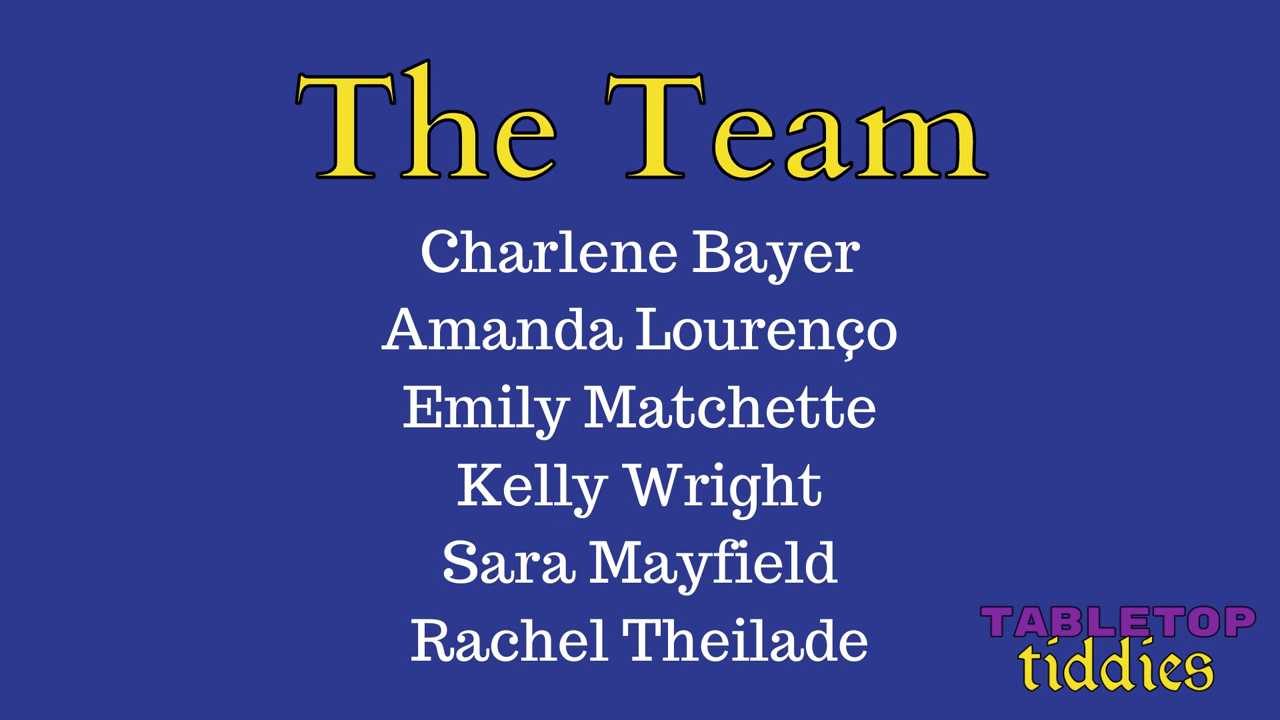 The Team
Charlene Bayer
Amanda Lourenço
Emily Matchette
Kelly Wright
Sara Mayfield
Rachel Theilade
TABLETOP
tiddies